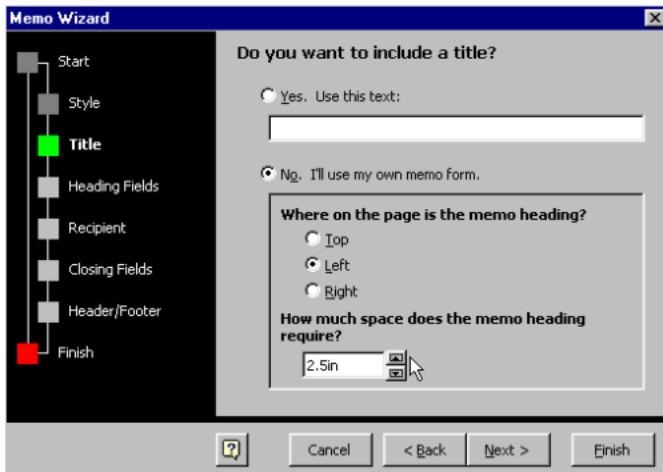 Memo Wizard
Start
Style
Title
Heading Fields
Recipient
Closing Fields
Header/Footer
Finish
Do you want to include a title?
Yes. Use this text:
No. I'll use my own memo form.
Where on the page is the memo heading?
Top
Left
Right
How much space does the memo heading
require?
2.5in
Cancel
< Back
Next >
Finish